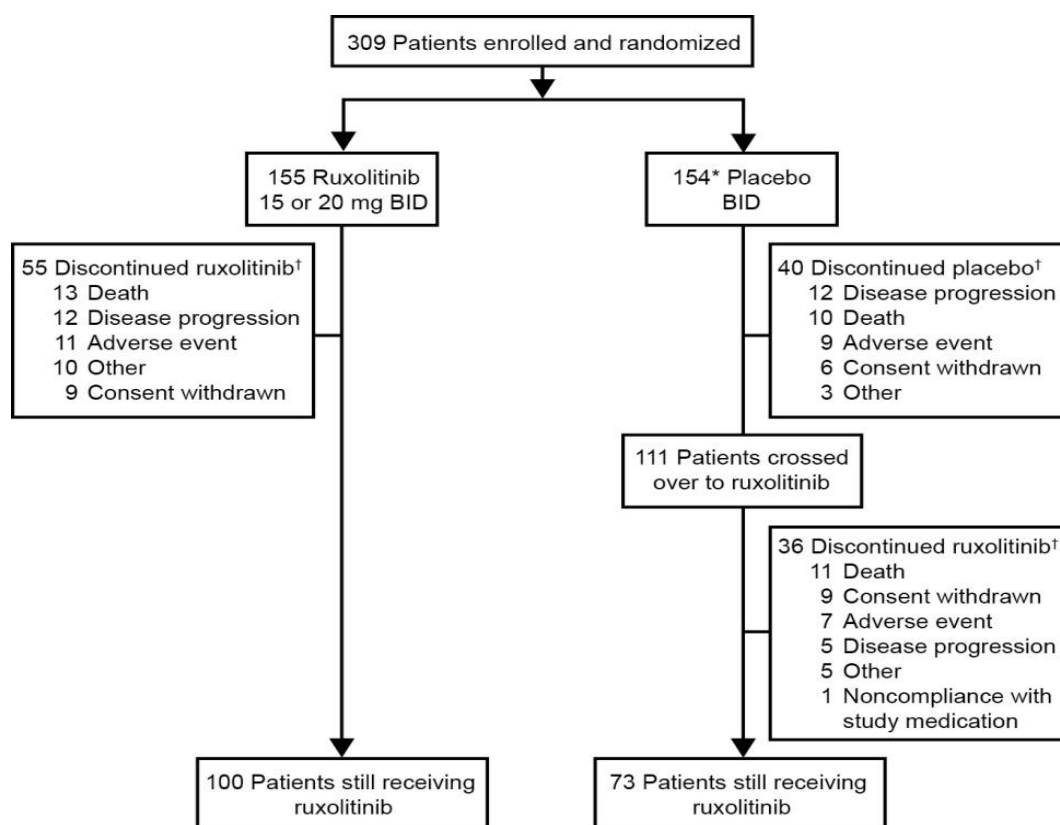 309 Patients enrolled and randomized
155 Ruxolitinib
15 or 20 mg BID
154* Placebo
BID
55 Discontinued ruxolitinib†
13 Death
12 Disease progression
11 Adverse event
10 Other
9 Consent withdrawn
40 Discontinued placebo†
12 Disease progression
10 Death
9 Adverse event
6 Consent withdrawn
3 Other
111 Patients crossed
over to ruxolitinib
36 Discontinued ruxolitinib†
11 Death
9 Consent withdrawn
7 Adverse event
5 Disease progression
5 Other
1 Noncompliance with
study medication
100 Patients still receiving
ruxolitinib
73 Patients still receiving
ruxolitinib